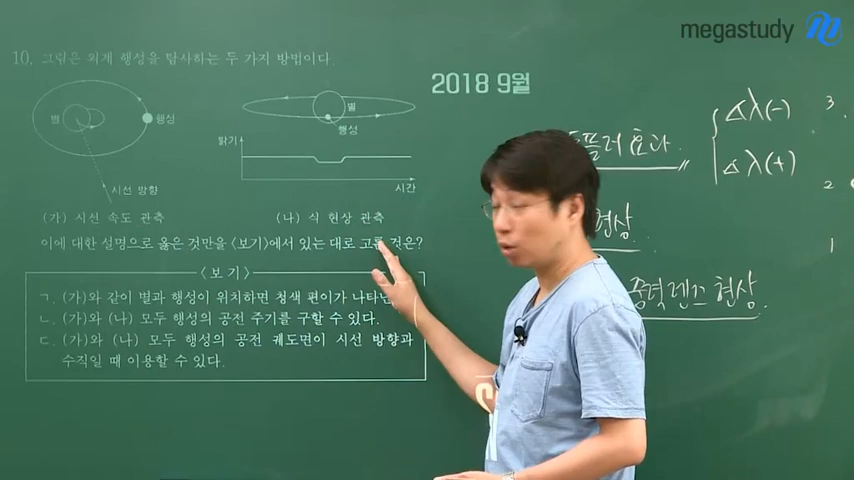 megastudy
2018 9월
10. 그림은 외계 행성을 탐사하는 두 가지 방법이다.
별
행성
시선 방향
(가) 시선 속도 관측
별
행성
밝기
시간
(나) 식 현상 관측
이에 대한 설명으로 옳은 것만을 <보기>에서 있는 대로 고른 것은?
<보 기>
ㄱ. (가)와 같이 별과 행성이 위치하면 청색 편이가 나타난
ㄴ. (가)와 (나) 모두 행성의 공전 주기를 구할 수 있다.
ㄷ. (가)와 (나) 모두 행성의 공전 궤도면이 시선 방향과
수직일 때 이용할 수 있다.
플러 효과.
Δλ(-)
Δλ(+)
현상
중력렌즈 현상.
3.
2
1